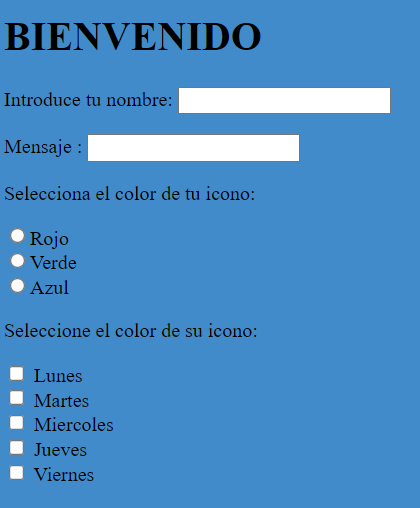 BIENVENIDO
Introduce tu nombre:
Mensaje :
Selecciona el color de tu icono:
Rojo
Verde
Azul
Seleccione el color de su icono:
Lunes
Martes
Miercoles
Jueves
Viernes